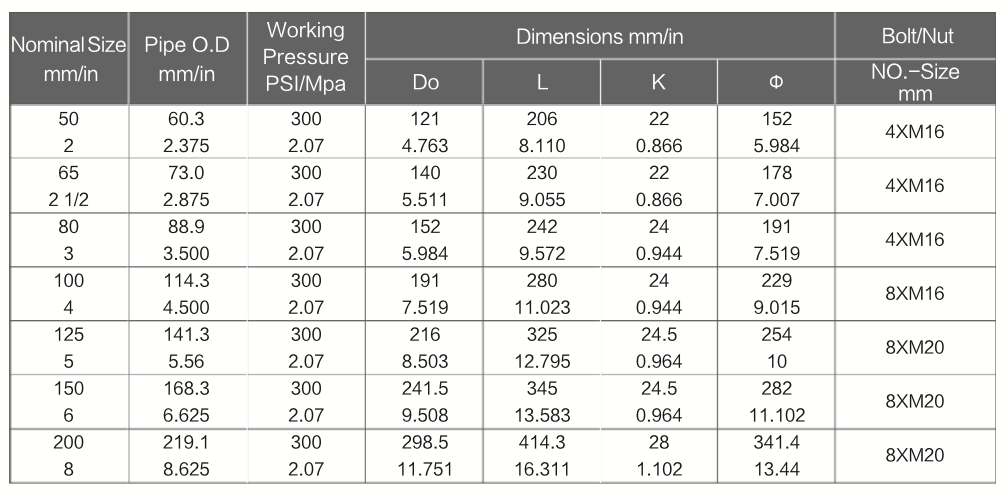 Nominal Size mm/in Pipe O.D mm/in Working Pressure PSI/Mpa Dimensions mm/in Bolt/Nut
Do L K Φ NO.-Size mm
50 60.3 300 121 206 22 152 4XM16
2 2.375 2.07 4.763 8.110 0.866 5.984
65 73.0 300 140 230 22 178 4XM16
2 1/2 2.875 2.07 5.511 9.055 0.866 7.007
80 88.9 300 152 242 24 191 4XM16
3 3.500 2.07 5.984 9.572 0.944 7.519
100 114.3 300 191 280 24 229 8XM16
4 4.500 2.07 7.519 11.023 0.944 9.015
125 141.3 300 216 325 24.5 254 8XM20
5 5.56 2.07 8.503 12.795 0.964 10
150 168.3 300 241.5 345 24.5 282 8XM20
6 6.625 2.07 9.508 13.583 0.964 11.102
200 219.1 300 298.5 414.3 28 341.4 8XM20
8 8.625 2.07 11.751 16.311 1.102 13.44